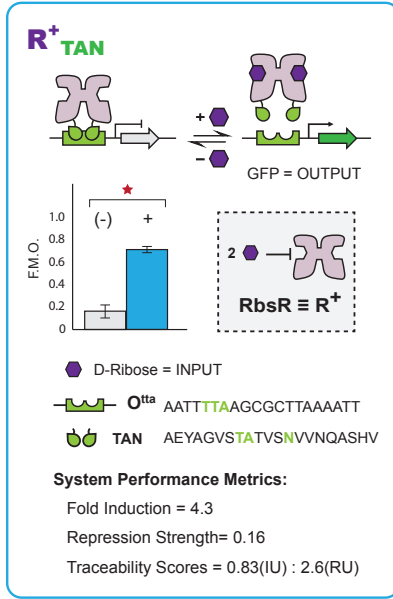 R+ TAN
+
−
GFP = OUTPUT
F.M.O.
1.0
0.8
0.6
0.4
0.2
0
(-) +
2
RbsR ≡ R+
D-Ribose = INPUT
Otta AATTTTAAGCGCTTAAAATT
TAN AEYAGVSTATVSNVVNQASHV
System Performance Metrics:
Fold Induction = 4.3
Repression Strength= 0.16
Traceability Scores = 0.83(IU) : 2.6(RU)